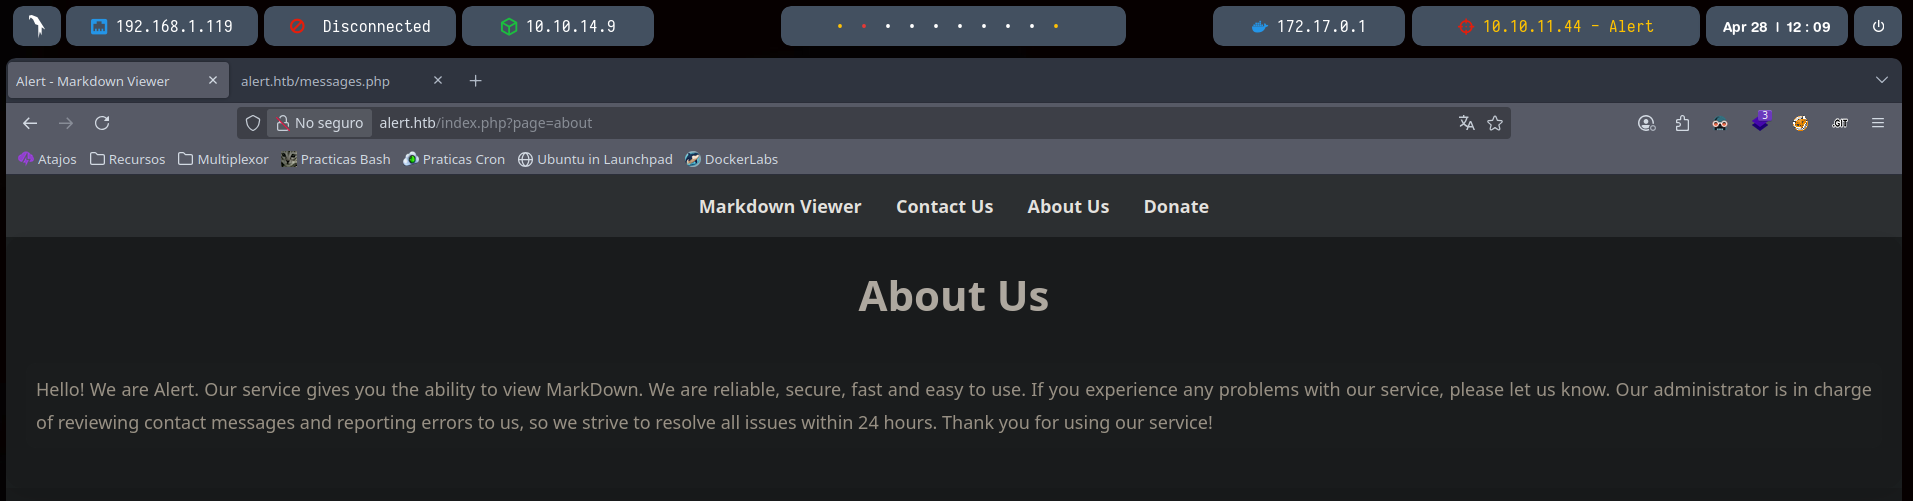 192.168.1.119
Disconnected
10.10.14.9
172.17.0.1
10.10.11.44 - Alert
Apr 28 | 12:09
Alert - Markdown Viewer
alert.htb/messages.php
No seguro
alert.htb/index.php?page=about
3
.GIT
Atajos
Recursos
Multiplexor
Practicas Bash
Praticas Cron
Ubuntu in Launchpad
DockerLabs
Markdown Viewer
Contact Us
About Us
Donate
About Us
Hello! We are Alert. Our service gives you the ability to view MarkDown. We are reliable, secure, fast and easy to use. If you experience any problems with our service, please let us know. Our administrator is in charge
of reviewing contact messages and reporting errors to us, so we strive to resolve all issues within 24 hours. Thank you for using our service!